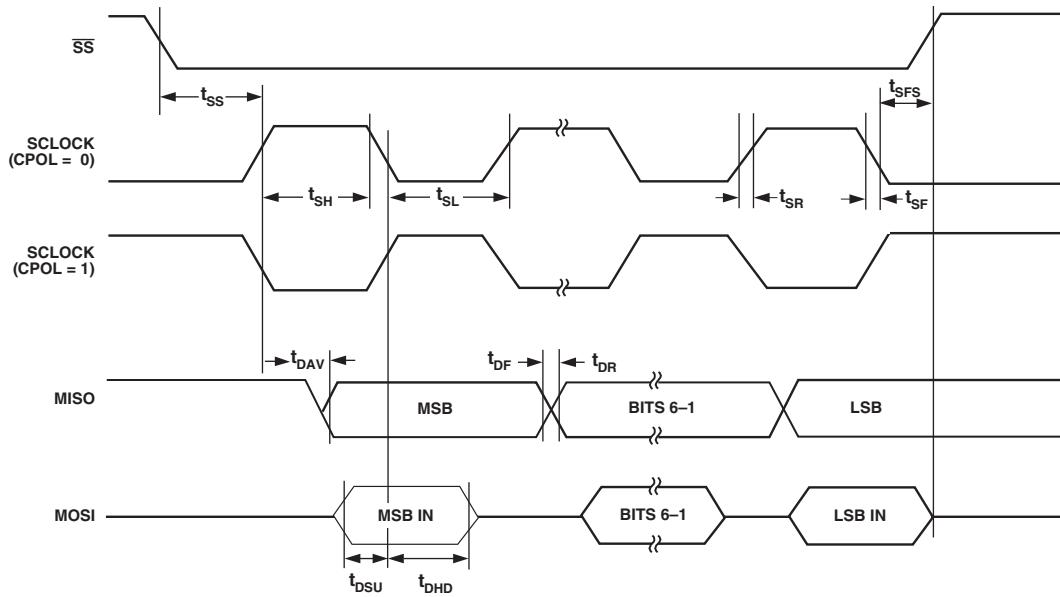 SS
tSS
tSFS
SCLOCK
(CPOL = 0)
tSH
tSL
tSR
tSF
SCLOCK
(CPOL = 1)
tDAV
tDF
tDR
MISO
MSB
BITS 6–1
LSB
MOSI
MSB IN
BITS 6–1
LSB IN
tDSU
tDHD